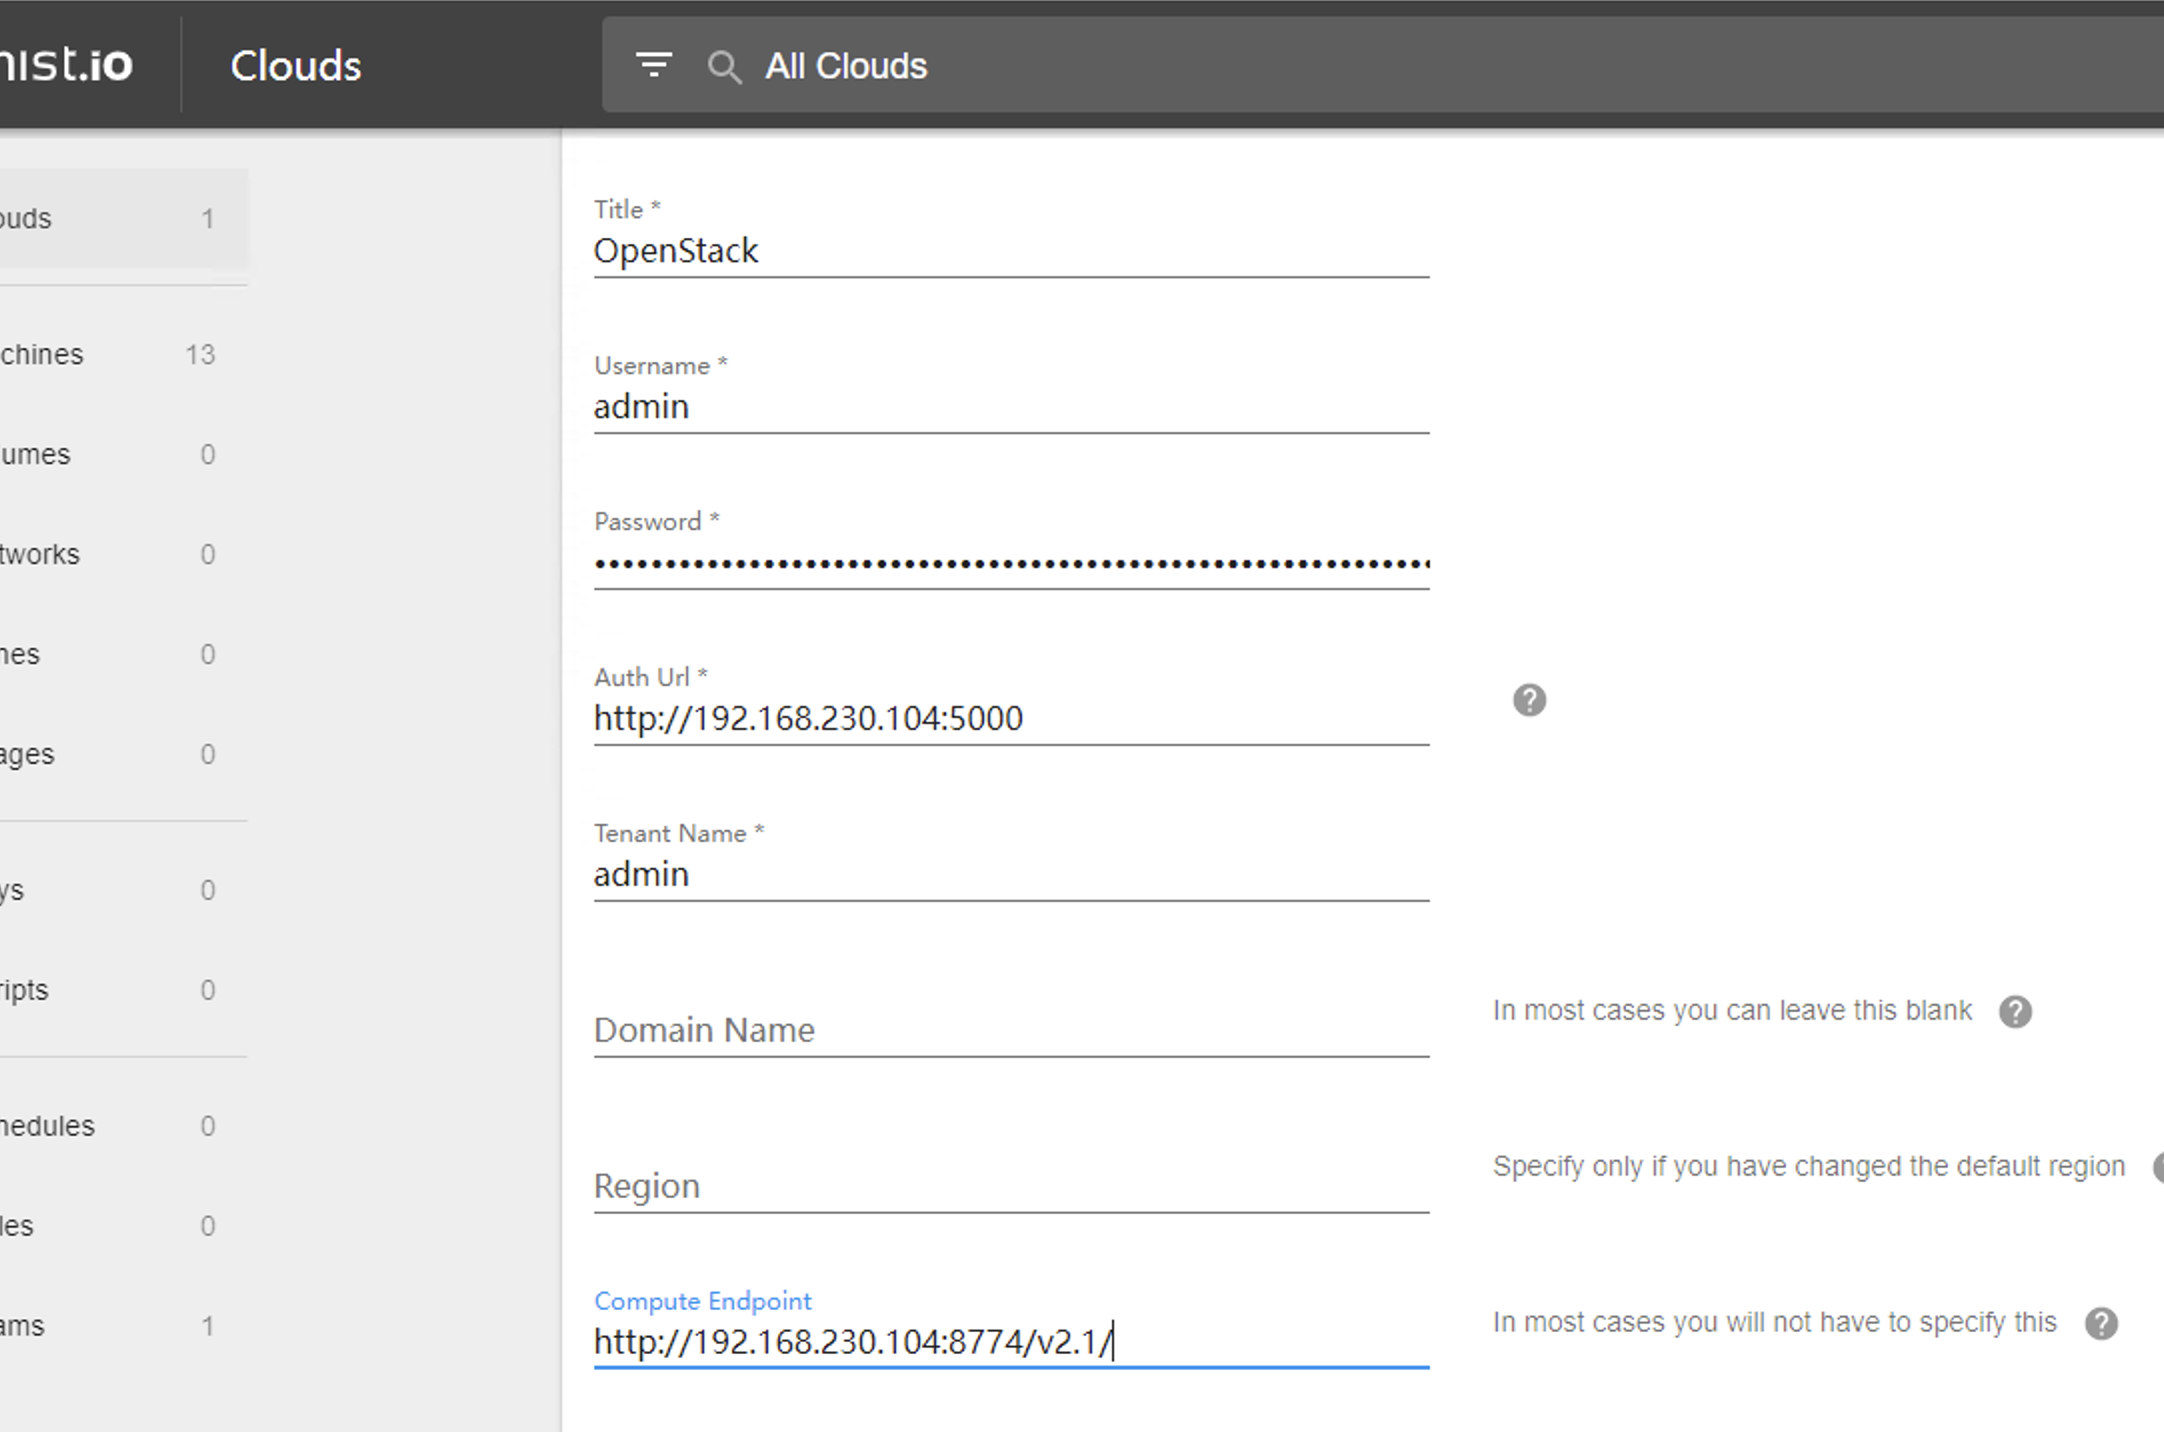 nist.io
Clouds
All Clouds
ouds 1
chines 13
umes 0
tworks 0
nes 0
ages 0
ys 0
ripts 0
hedules 0
les 0
ams 1
Title *
OpenStack
Username *
admin
Password *
••••••••••••••••••••••••••••••••••••••••••••••••••••••••••••
Auth Url *
http://192.168.230.104:5000
Tenant Name *
admin
Domain Name
In most cases you can leave this blank
Region
Specify only if you have changed the default region
Compute Endpoint
http://192.168.230.104:8774/v2.1/
In most cases you will not have to specify this